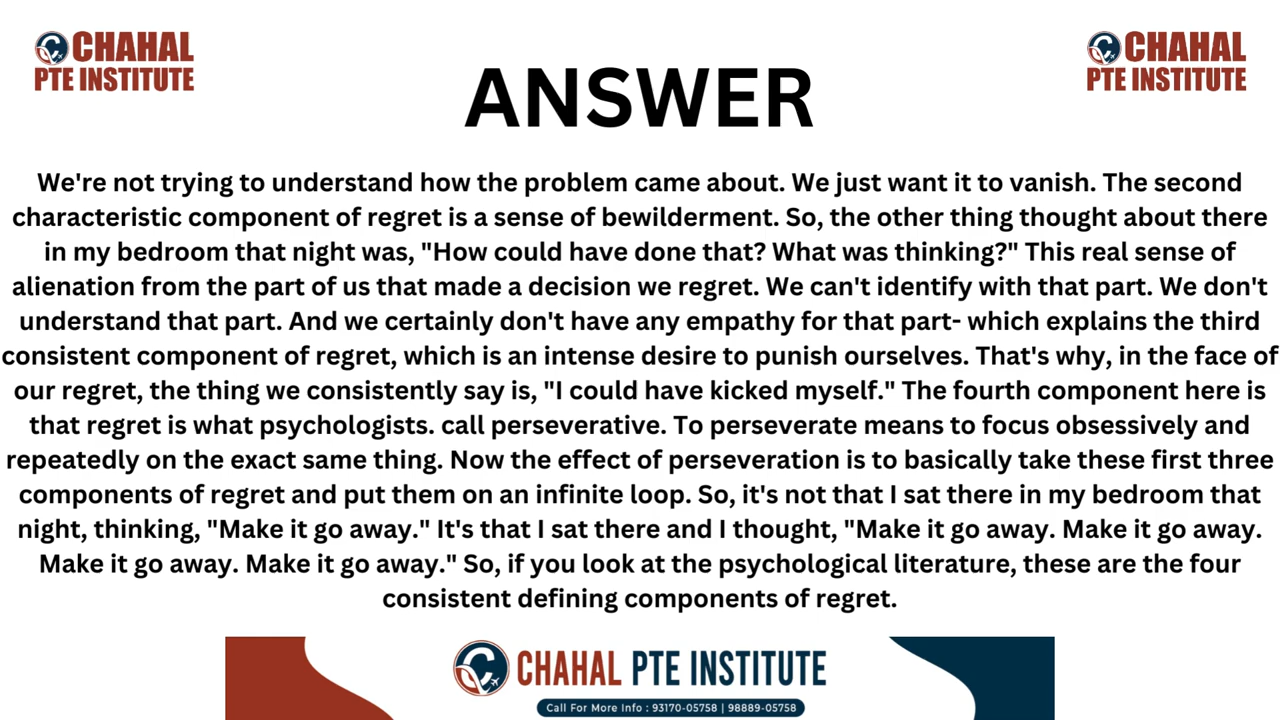 CHAHAL
PTE INSTITUTE
CHAHAL
PTE INSTITUTE
ANSWER
We're not trying to understand how the problem came about. We just want it to vanish. The second
characteristic component of regret is a sense of bewilderment. So, the other thing thought about there
in my bedroom that night was, "How could have done that? What was thinking?" This real sense of
alienation from the part of us that made a decision we regret. We can't identify with that part. We don't
understand that part. And we certainly don't have any empathy for that part- which explains the third
consistent component of regret, which is an intense desire to punish ourselves. That's why, in the face of
our regret, the thing we consistently say is, "I could have kicked myself." The fourth component here is
that regret is what psychologists. call perseverative. To perseverate means to focus obsessively and
repeatedly on the exact same thing. Now the effect of perseveration is to basically take these first three
components of regret and put them on an infinite loop. So, it's not that I sat there in my bedroom that
night, thinking, "Make it go away." It's that I sat there and I thought, "Make it go away. Make it go away.
Make it go away. Make it go away." So, if you look at the psychological literature, these are the four
consistent defining components of regret.
CHAHAL PTE INSTITUTE
Call For More Info : 93170-05758 | 98889-05758